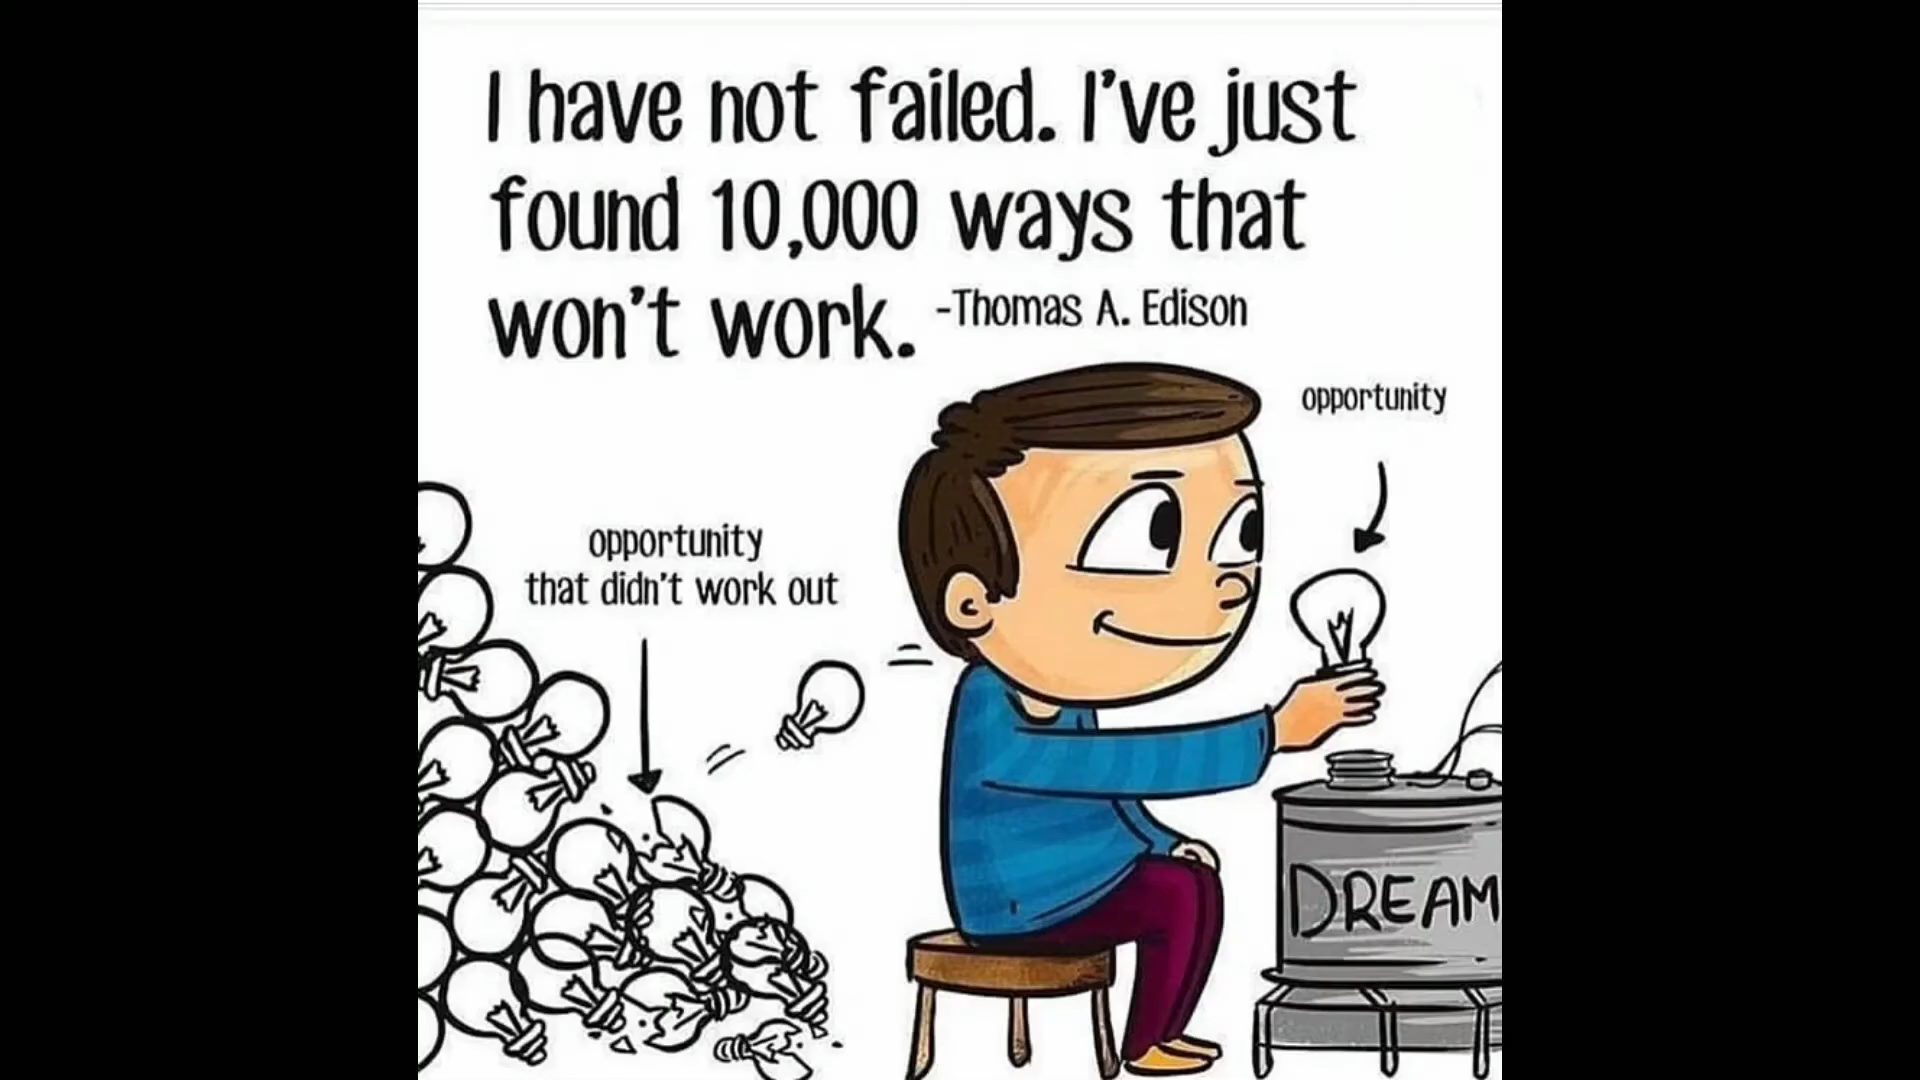 I have not failed. I've just
found 10,000 ways that
won't work. -Thomas A. Edison
opportunity
opportunity
that didn't work out
DREAM